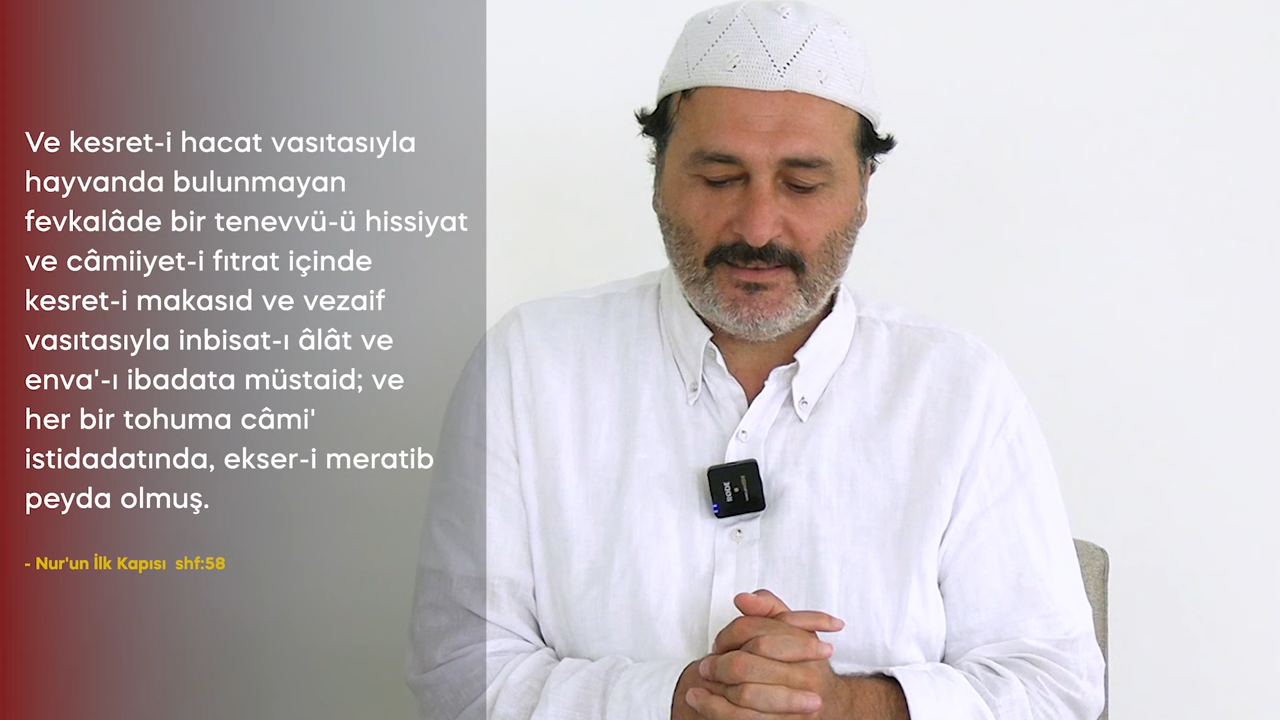 Ve kesret-i hacat vasıtasıyla
hayvanda bulunmayan
fevkalâde bir tenevvü-ü hissiyat
ve câmiiyet-i fıtrat içinde
kesret-i makasıd ve vezaif
vasıtasıyla inbisat-ı âlât ve
enva'-ı ibadata müstaid; ve
her bir tohuma câmi'
istidadatında, ekser-i meratib
peyda olmuş.
- Nur'un İlk Kapısı shf:58
RODE